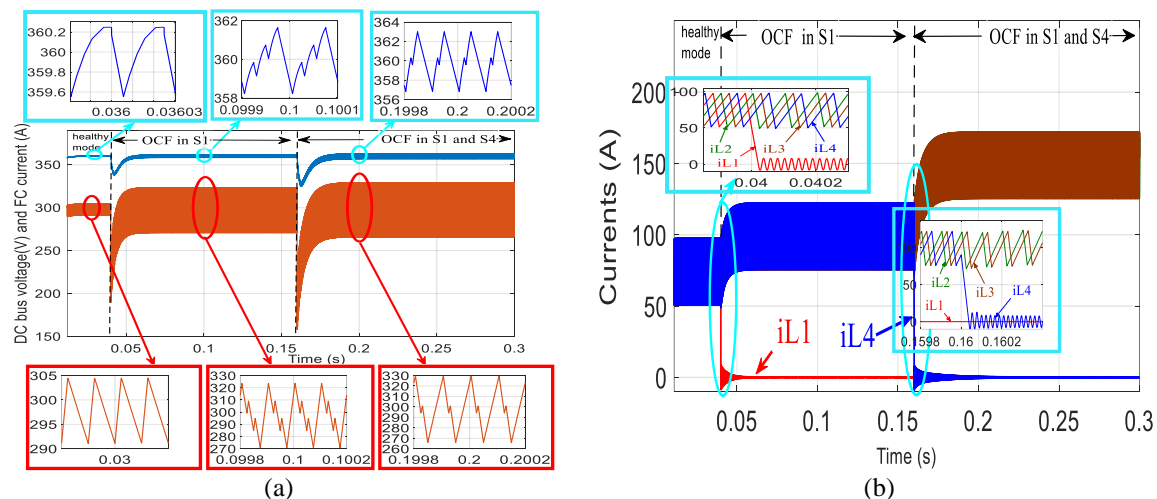 (a)
360.3
360
359.6
0.036 0.03603
362
360
358
0.0999 0.1 0.1001
364
362
360
358
356
0.1998 0.2 0.2002
DC bus voltage(V) and FC current (A)
healthy
mode
OCF in S1
OCF in S1 and S4
350
300
250
200
150
0.05 0.1 0.15 0.2 0.25 0.3
Time (s)
305
300
295
290
0.03
330
320
310
300
290
280
270
0.0998 0.1 0.1002
330
320
310
300
290
280
270
260
0.1998 0.2 0.2002
(a)
Currents (A)
healthy
mode
OCF in S1
OCF in S1 and S4
200
150
100
50
0
100
50
0
iL2
iL1
iL3
iL4
0.04 0.0402
50
0
iL2
iL3
iL1
iL4
0.1598 0.16 0.1602
iL1
iL4
0.05 0.1 0.15 0.2 0.25 0.3
Time (s)
(b)